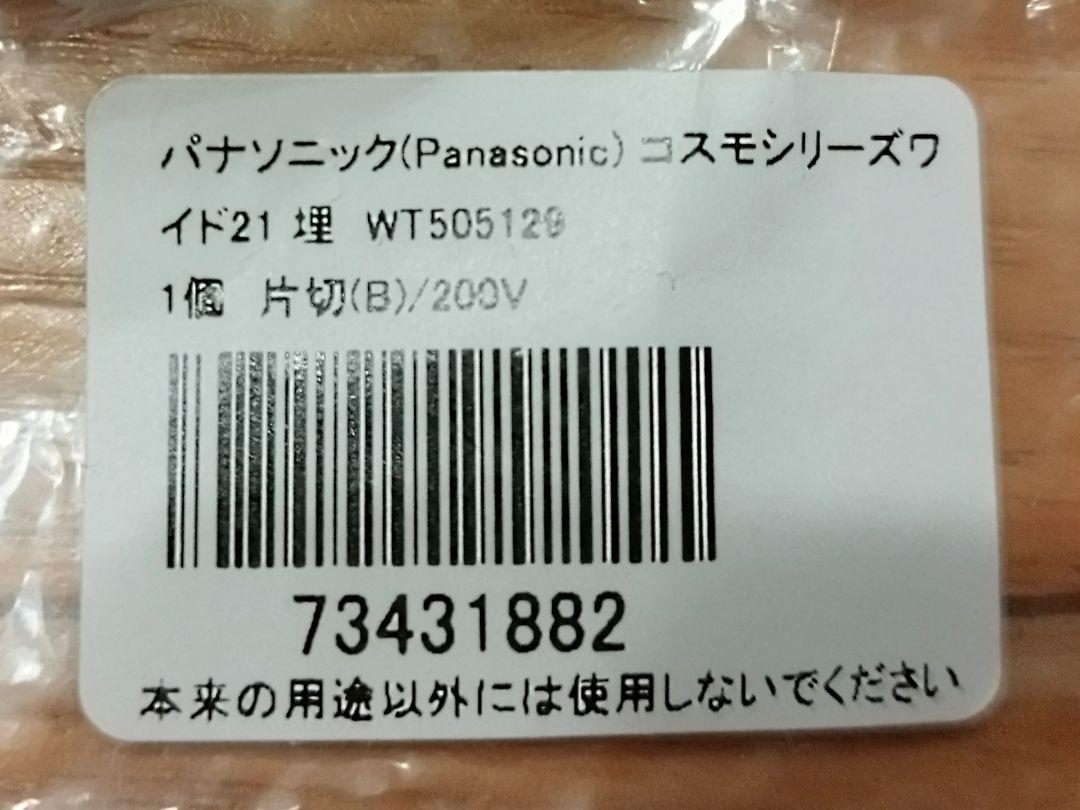 パナソニック(Panasonic) コスモシリーズワ
イド21 埋 WT505129
1個 片切(B)/200V
73431882
本来の用途以外には使用しないでください